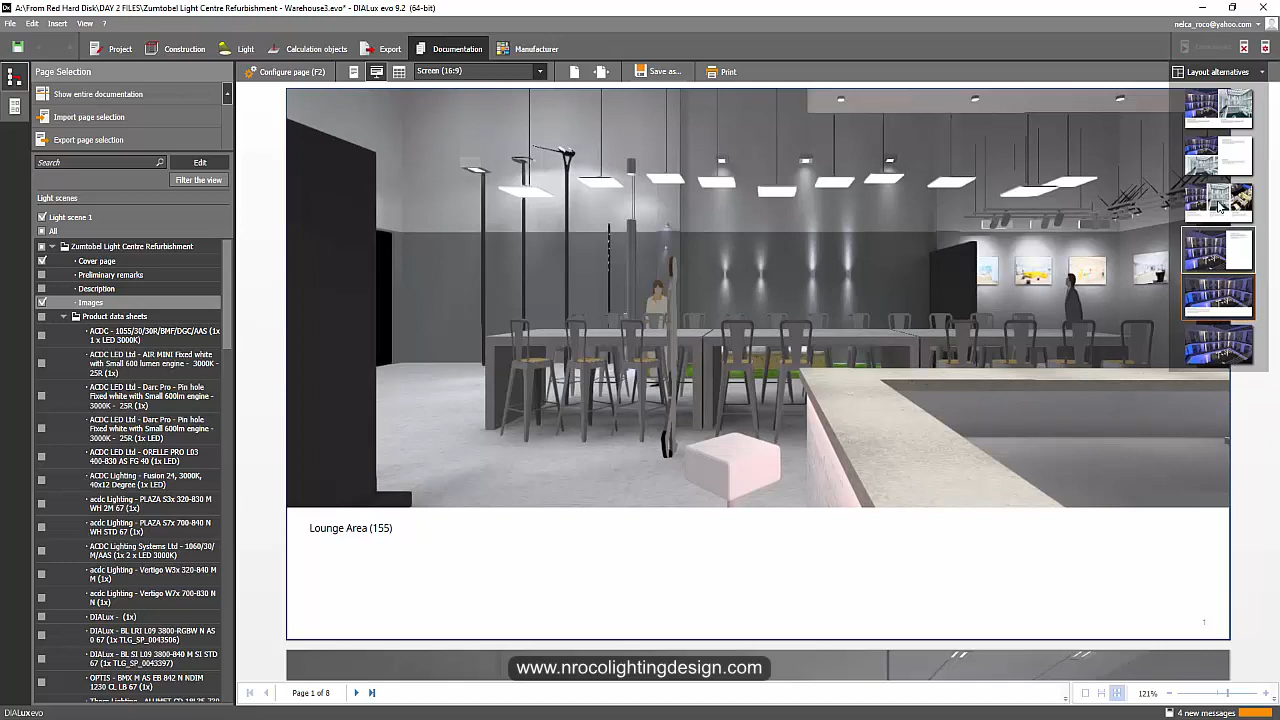 A:\From Red Hard Disk\DAY 2 FILES\Zumtobel Light Centre Refurbishment - Warehouse3.evo* - DIALux evo 9.2 (64-bit)
File Edit Insert View ?
nelca_roco@yahoo.com
Project Construction Light Calculation objects Export Documentation Manufacturer
Page Selection
Configure page (F2)
Screen (16:9)
Save as...
Print
Layout alternatives
Show entire documentation
Import page selection
Export page selection
Search
Edit
Filter the view
Light scenes
Light scene 1
All
Zumtobel Light Centre Refurbishment
· Cover page
· Preliminary remarks
· Description
· Images
Product data sheets
· ACDC - 1055/30/30R/BMF/DGC/AAS (1x
1 x LED 3000K)
ACDC LED Ltd - AIR MINI Fixed white
· with Small 600 lumen engine - 3000K -
25R (1x)
ACDC LED Ltd - Darc Pro - Pin hole
· Fixed white with Small 600lm engine -
3000K - 25R (1x)
ACDC LED Ltd - Darc Pro - Pin hole
· Fixed white with Small 600lm engine -
3000K - 25R (1x LED)
· ACDC LED Ltd - ORELLE PRO L03
400-830 AS FG 40 (1x LED)
· ACDC Lighting - Fusion 24, 3000K,
40x12 Degree (1x LED)
· acdc Lighting - PLAZA S3x 320-830 M
WH 2M 67 (1x)
· acdc Lighting - PLAZA S7x 700-840 N
WH STD 67 (1x)
· ACDC Lighting Systems Ltd - 1060/30/
M/AAS (1x 2 x LED 3000K)
· acdc Lighting - Vertigo W3x 320-840 M
M (1x)
· acdc Lighting - Vertigo W7x 700-830 N
N (1x)
· DIALux - (1x)
· DIALux - BL LRI L09 3800-RGBW N AS
0 67 (1x TLG_SP_0043506)
· DIALux - BL SI L09 3800-840 M SI STD
67 (1x TLG_SP_0043397)
· OPTIS - BM X M AS EB 842 N NDIM
1230 CL LB 67 (1x)
Lounge Area (155)
1
www.nrocolightingdesign.com
Page 1 of 8
121%
DIALuxevo
4 new messages